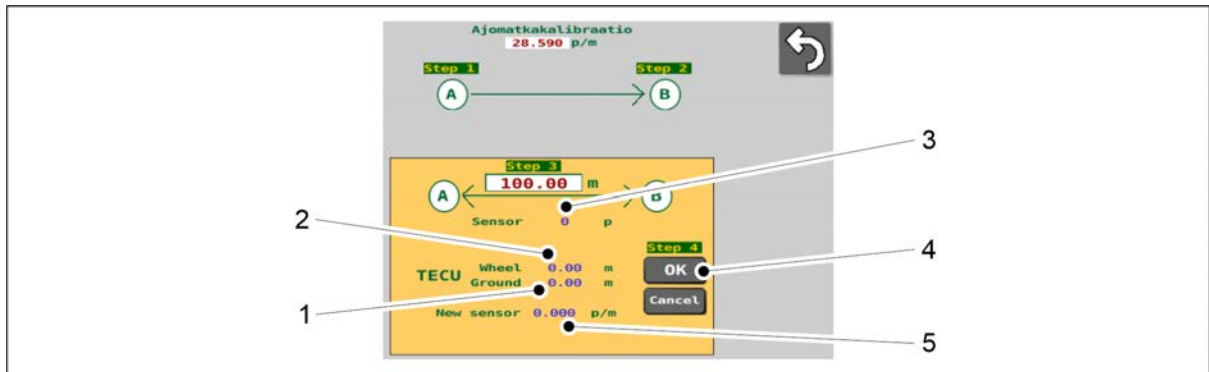 Ajomatkakalibraatio
28.590 p/m
Step 1 Step 2
A B
3
Step 3
100.00 m
A B
2
Sensor 0 p
Step 4
4
Wheel 0.00 m OK
TECU
Ground 0.00 m
1
Cancel
New sensor 0.000 p/m
5